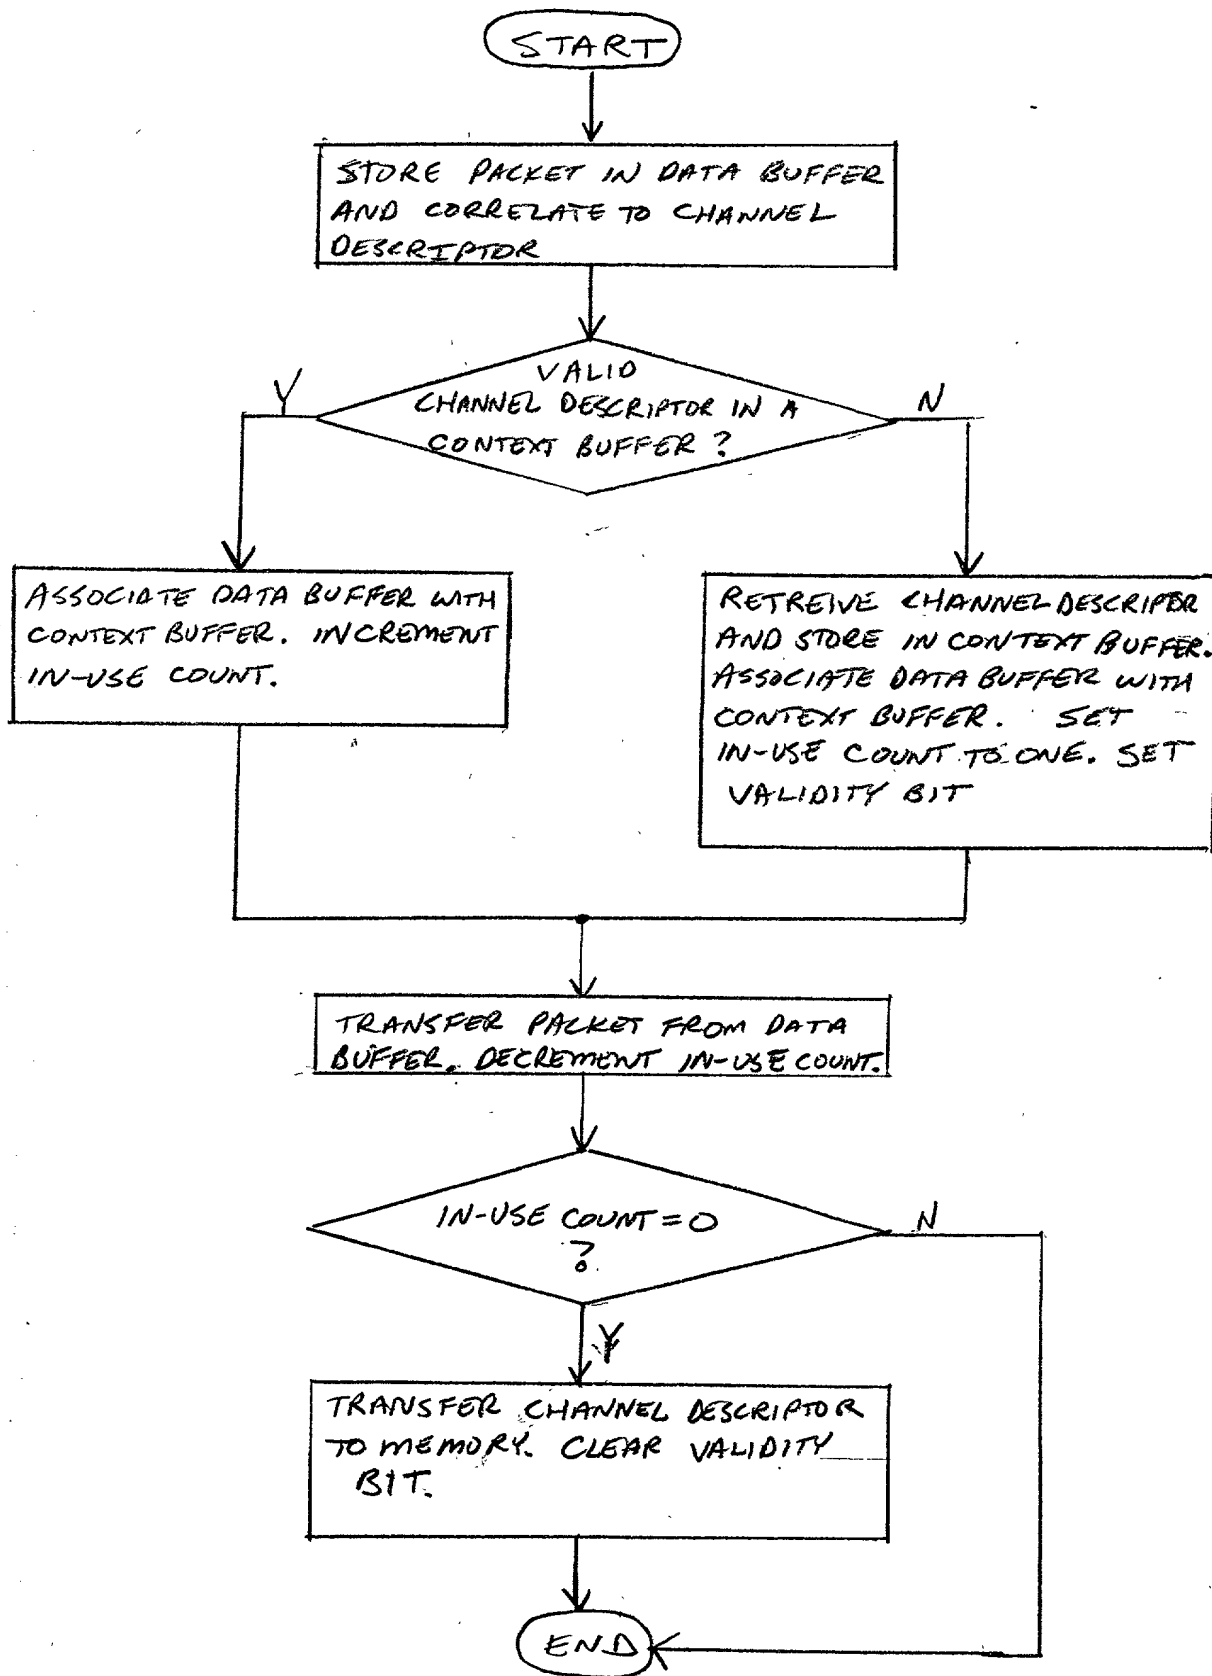 START
STORE PACKET IN DATA BUFFER
AND CORRELATE TO CHANNEL
DESCRIPTOR
VALID
CHANNEL DESCRIPTOR IN A
CONTEXT BUFFER ?
Y
N
ASSOCIATE DATA BUFFER WITH
CONTEXT BUFFER. INCREMENT
IN-USE COUNT.
RETREIVE CHANNEL DESCRIPTOR
AND STORE IN CONTEXT BUFFER.
ASSOCIATE DATA BUFFER WITH
CONTEXT BUFFER. SET
IN-USE COUNT TO ONE. SET
VALIDITY BIT
TRANSFER PACKET FROM DATA
BUFFER. DECREMENT IN-USE COUNT.
IN-USE COUNT = 0
?
N
Y
TRANSFER CHANNEL DESCRIPTOR
TO MEMORY. CLEAR VALIDITY
BIT.
END